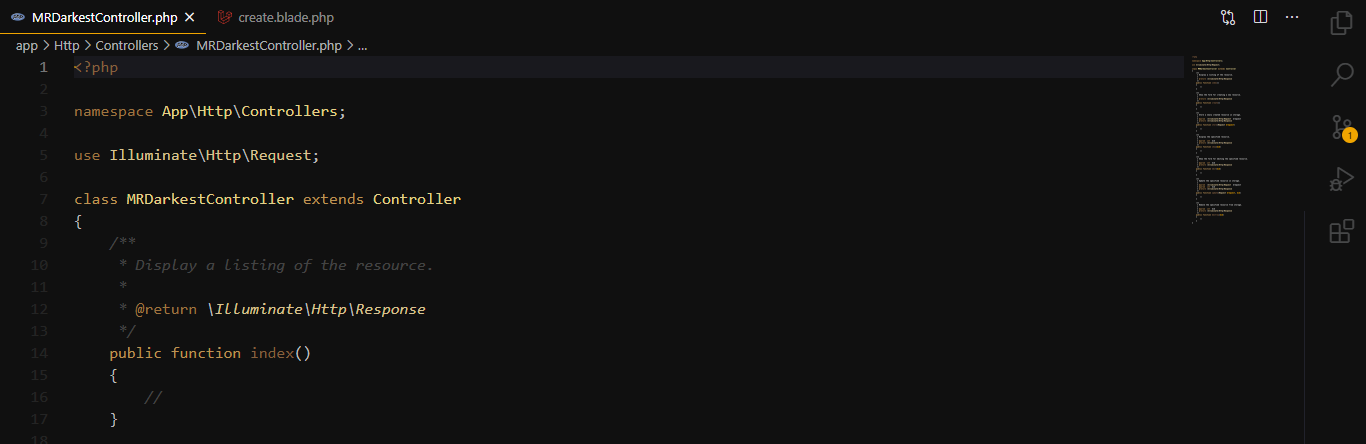 MRDarkestController.php
create.blade.php
app > Http > Controllers > MRDarkestController.php > ...
1 <?php
2
3 namespace App\Http\Controllers;
4
5 use Illuminate\Http\Request;
6
7 class MRDarkestController extends Controller
8 {
9 /**
10 * Display a listing of the resource.
11 *
12 * @return \Illuminate\Http\Response
13 */
14 public function index()
15 {
16 //
17 }
18
1